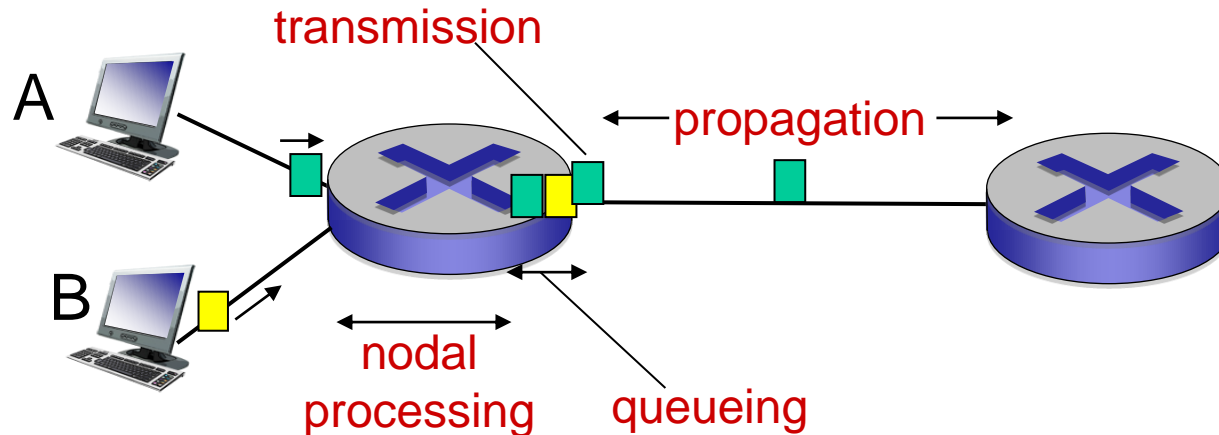 transmission
A
propagation
B
nodal
processing
queueing